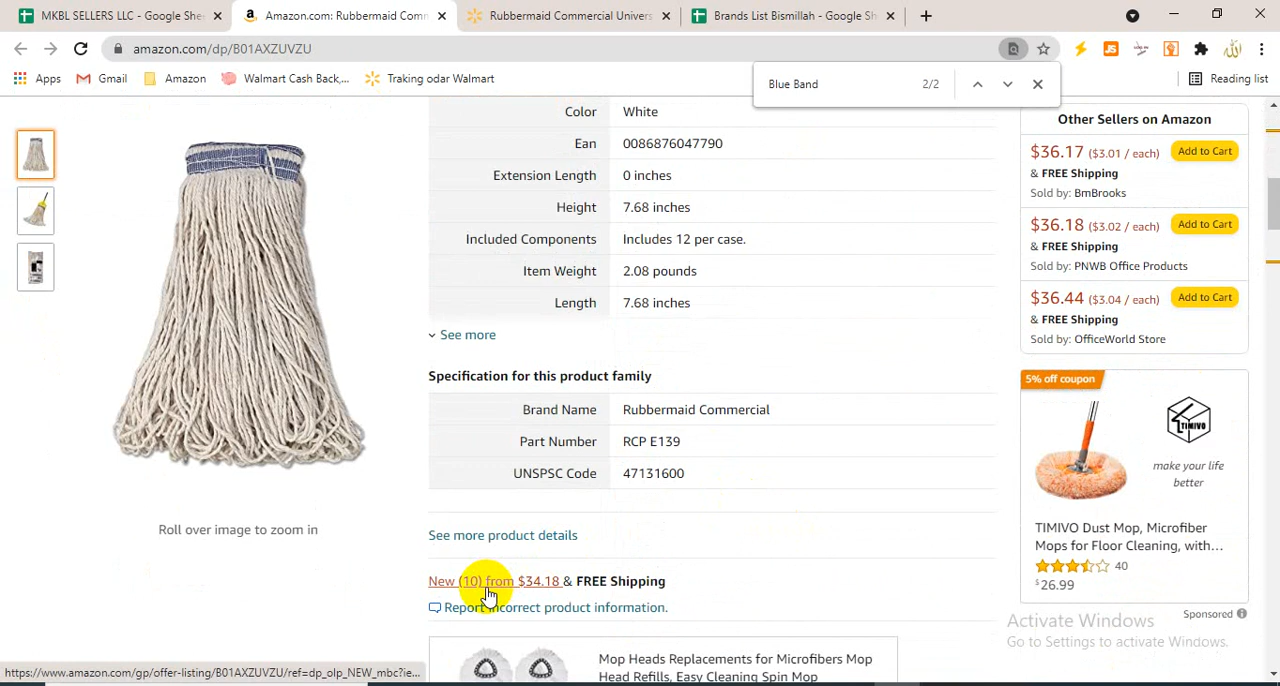 MKBL SELLERS LLC - Google Shee
Amazon.com: Rubbermaid Comm
Rubbermaid Commercial Univers
Brands List Bismillah - Google Sh
amazon.com/dp/B01AXZUVZU
JS
Apps
Gmail
Amazon
Walmart Cash Back,...
Traking odar Walmart
Reading list
Blue Band
2/2
Color White
Ean 0086876047790
Extension Length 0 inches
Height 7.68 inches
Included Components Includes 12 per case.
Item Weight 2.08 pounds
Length 7.68 inches
See more
Specification for this product family
Brand Name Rubbermaid Commercial
Part Number RCP E139
UNSPSC Code 47131600
See more product details
New (10) from $34.18 & FREE Shipping
Report incorrect product information.
Mop Heads Replacements for Microfibers Mop
Head Refills, Easy Cleaning Spin Mop
Roll over image to zoom in
Other Sellers on Amazon
$36.17 ($3.01 / each) Add to Cart
& FREE Shipping
Sold by: BmBrooks
$36.18 ($3.02 / each) Add to Cart
& FREE Shipping
Sold by: PNWB Office Products
$36.44 ($3.04 / each) Add to Cart
& FREE Shipping
Sold by: OfficeWorld Store
5% off coupon
TIMIVO
make your life
better
TIMIVO Dust Mop, Microfiber
Mops for Floor Cleaning, with…
40
$26.99
Sponsored
Activate Windows
Go to Settings to activate Windows.
https://www.amazon.com/gp/offer-listing/B01AXZUVZU/ref=dp_olp_NEW_mbc?ie...